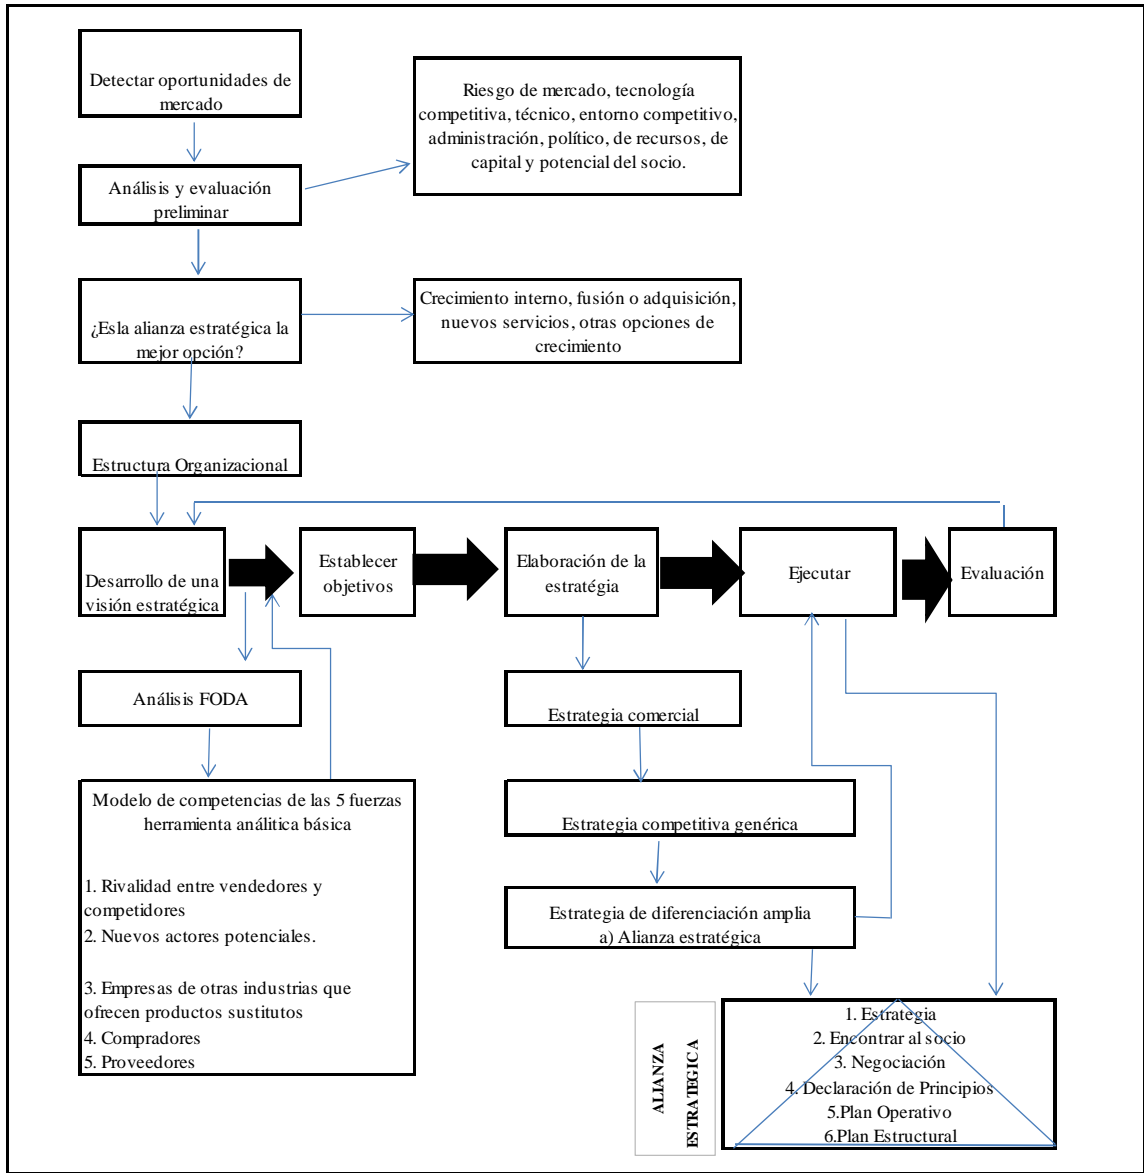 Detectar oportunidades de
mercado
Riesgo de mercado, tecnología
competitiva, técnico, entorno competitivo,
administración, político, de recursos, de
capital y potencial del socio.
Análisis y evaluación
preliminar
¿Esla alianza estratégica la
mejor opción?
Crecimiento interno, fusión o adquisición,
nuevos servicios, otras opciones de
crecimiento
Estructura Organizacional
Desarrollo de una
visión estratégica
Establecer
objetivos
Elaboración de la
estratégia
Ejecutar
Evaluación
Análisis FODA
Modelo de competencias de las 5 fuerzas
herramienta análitica básica
1. Rivalidad entre vendedores y
competidores
2. Nuevos actores potenciales.
3. Empresas de otras industrias que
ofrecen productos sustitutos
4. Compradores
5. Proveedores
Estrategia comercial
Estrategia competitiva genérica
Estrategia de diferenciación amplia
a) Alianza estratégica
ALIANZA
ESTRATEGICA
1. Estrategia
2. Encontrar al socio
3. Negociación
4. Declaración de Principios
5.Plan Operativo
6.Plan Estructural